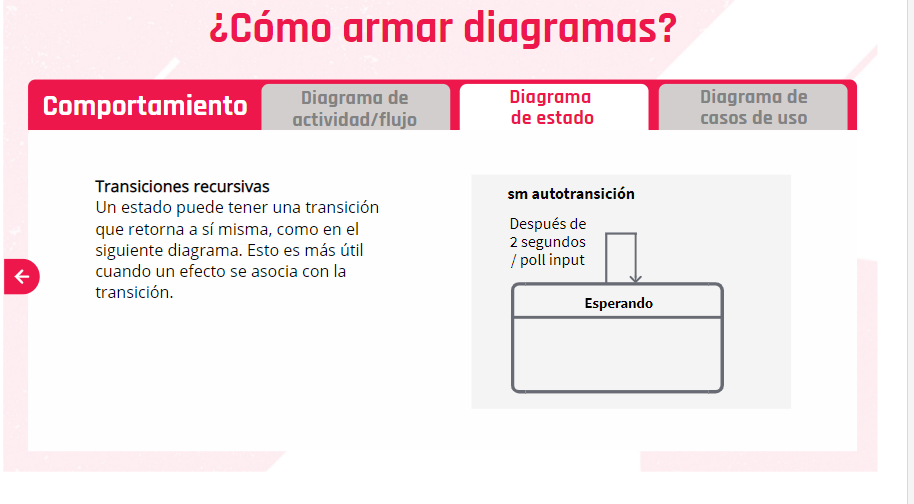 ¿Cómo armar diagramas?
Comportamiento
Diagrama de
actividad/flujo
Diagrama
de estado
Diagrama de
casos de uso
Transiciones recursivas
Un estado puede tener una transición
que retorna a sí misma, como en el
siguiente diagrama. Esto es más útil
cuando un efecto se asocia con la
transición.
sm autotransición
Después de
2 segundos
/ poll input
Esperando